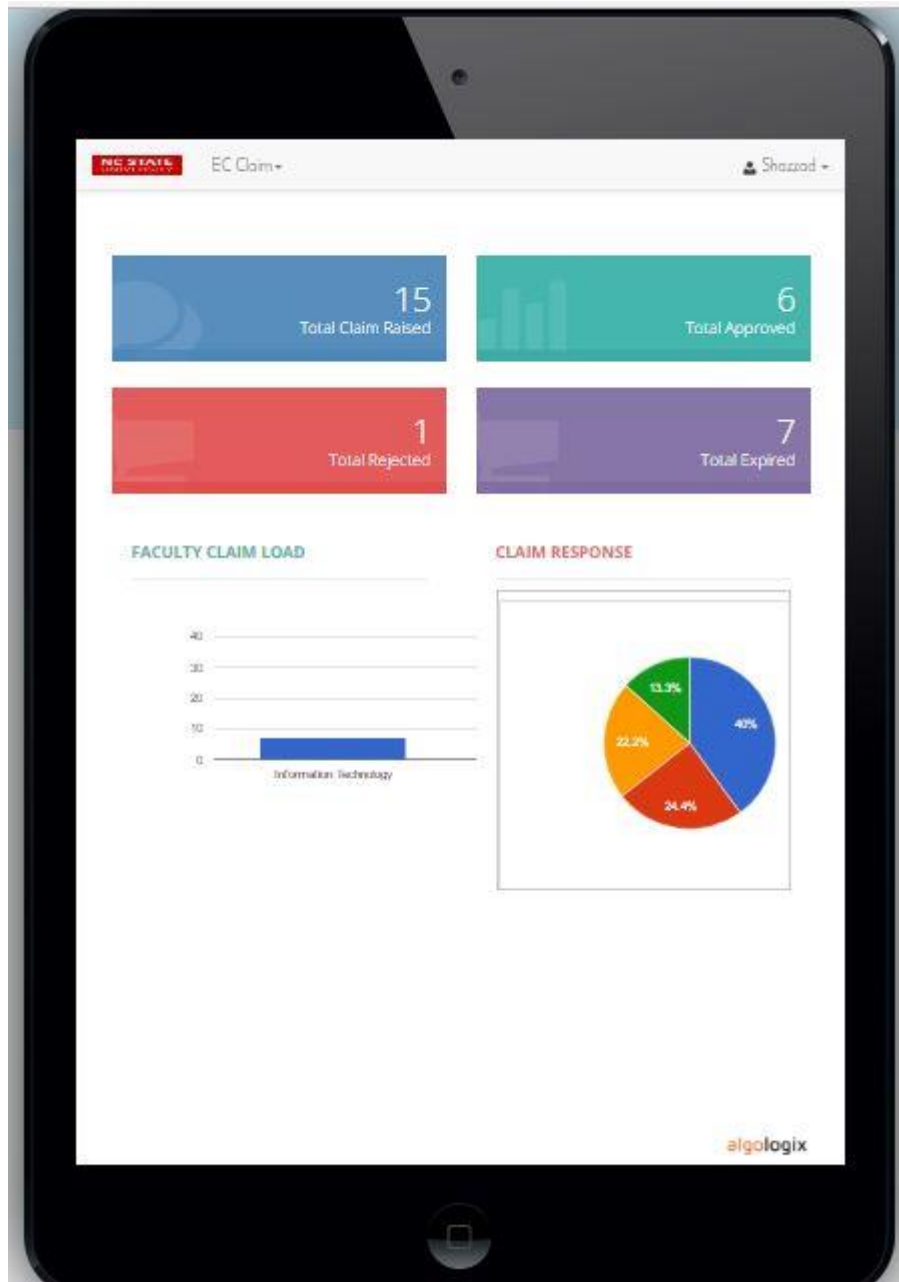 NC STATE
UNIVERSITY
EC Claim
Shazzad
15
Total Claim Raised
6
Total Approved
1
Total Rejected
7
Total Expired
FACULTY CLAIM LOAD
CLAIM RESPONSE
40
30
20
10
0
Information Technology
13.3%
40%
22.2%
24.4%
algologix